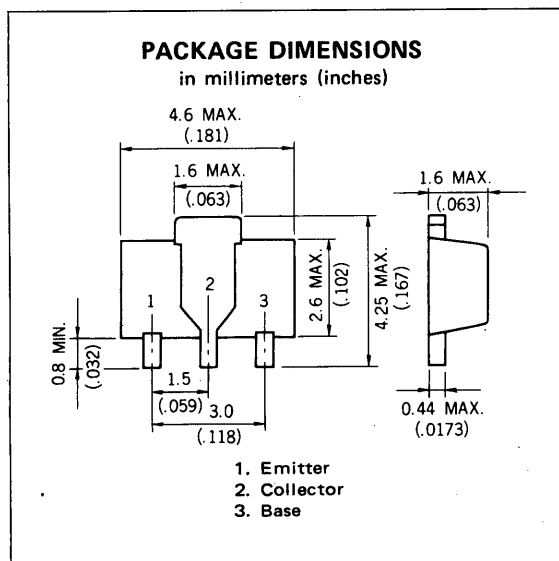 PACKAGE DIMENSIONS
in millimeters (inches)
4.6 MAX.
(.181)
1.6 MAX.
(.063)
1.6 MAX.
(.063)
2
1
3
2.6 MAX.
(.102)
4.25 MAX.
(.167)
0.8 MIN.
(.032)
1.5
(.059)
3.0
(.118)
0.44 MAX.
(.0173)
1. Emitter
2. Collector
3. Base